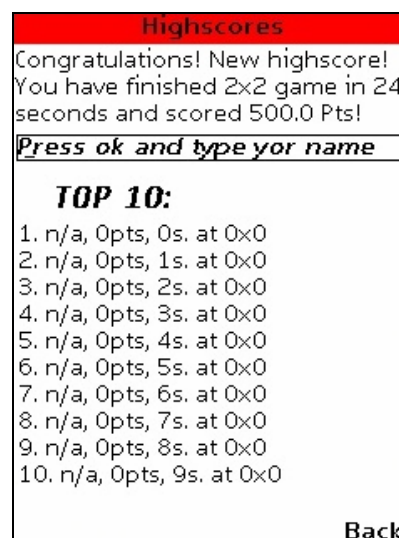 Highscores
Congratulations! New highscore!
You have finished 2x2 game in 24
seconds and scored 500.0 Pts!
Press ok and type yor name
TOP 10:
1. n/a, 0pts, 0s. at 0x0
2. n/a, 0pts, 1s. at 0x0
3. n/a, 0pts, 2s. at 0x0
4. n/a, 0pts, 3s. at 0x0
5. n/a, 0pts, 4s. at 0x0
6. n/a, 0pts, 5s. at 0x0
7. n/a, 0pts, 6s. at 0x0
8. n/a, 0pts, 7s. at 0x0
9. n/a, 0pts, 8s. at 0x0
10. n/a, 0pts, 9s. at 0x0
Back